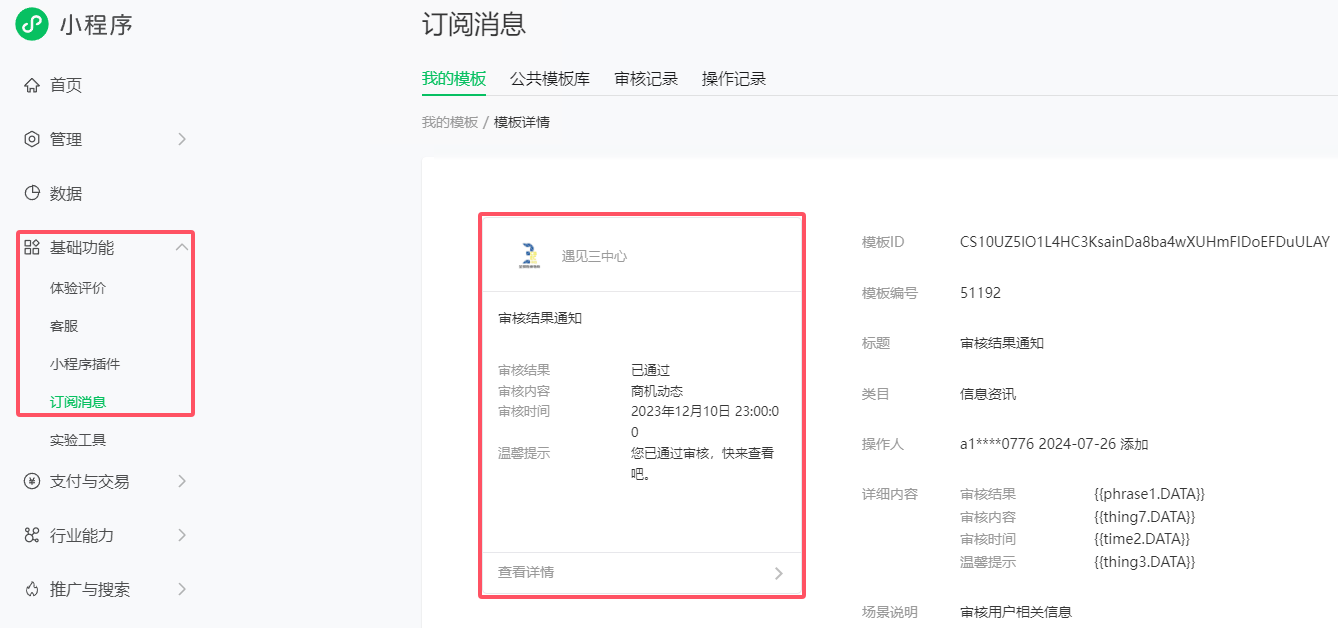 小程序
首页
管理
数据
基础功能
体验评价
客服
小程序插件
订阅消息
实验工具
支付与交易
行业能力
推广与搜索
订阅消息
我的模板 公共模板库 审核记录 操作记录
我的模板 / 模板详情
遇见三中心
审核结果通知
审核结果 已通过
审核内容 商机动态
审核时间 2023年12月10日 23:00:0
0
温馨提示 您已通过审核，快来查看
吧。
查看详情
模板ID CS10UZ5IO1L4HC3KsainDa8ba4wXUHmFIDoEFDuULAY
模板编号 51192
标题 审核结果通知
类目 信息资讯
操作人 a1****0776 2024-07-26 添加
详细内容 审核结果 {{phrase1.DATA}}
审核内容 {{thing7.DATA}}
审核时间 {{time2.DATA}}
温馨提示 {{thing3.DATA}}
场景说明 审核用户相关信息